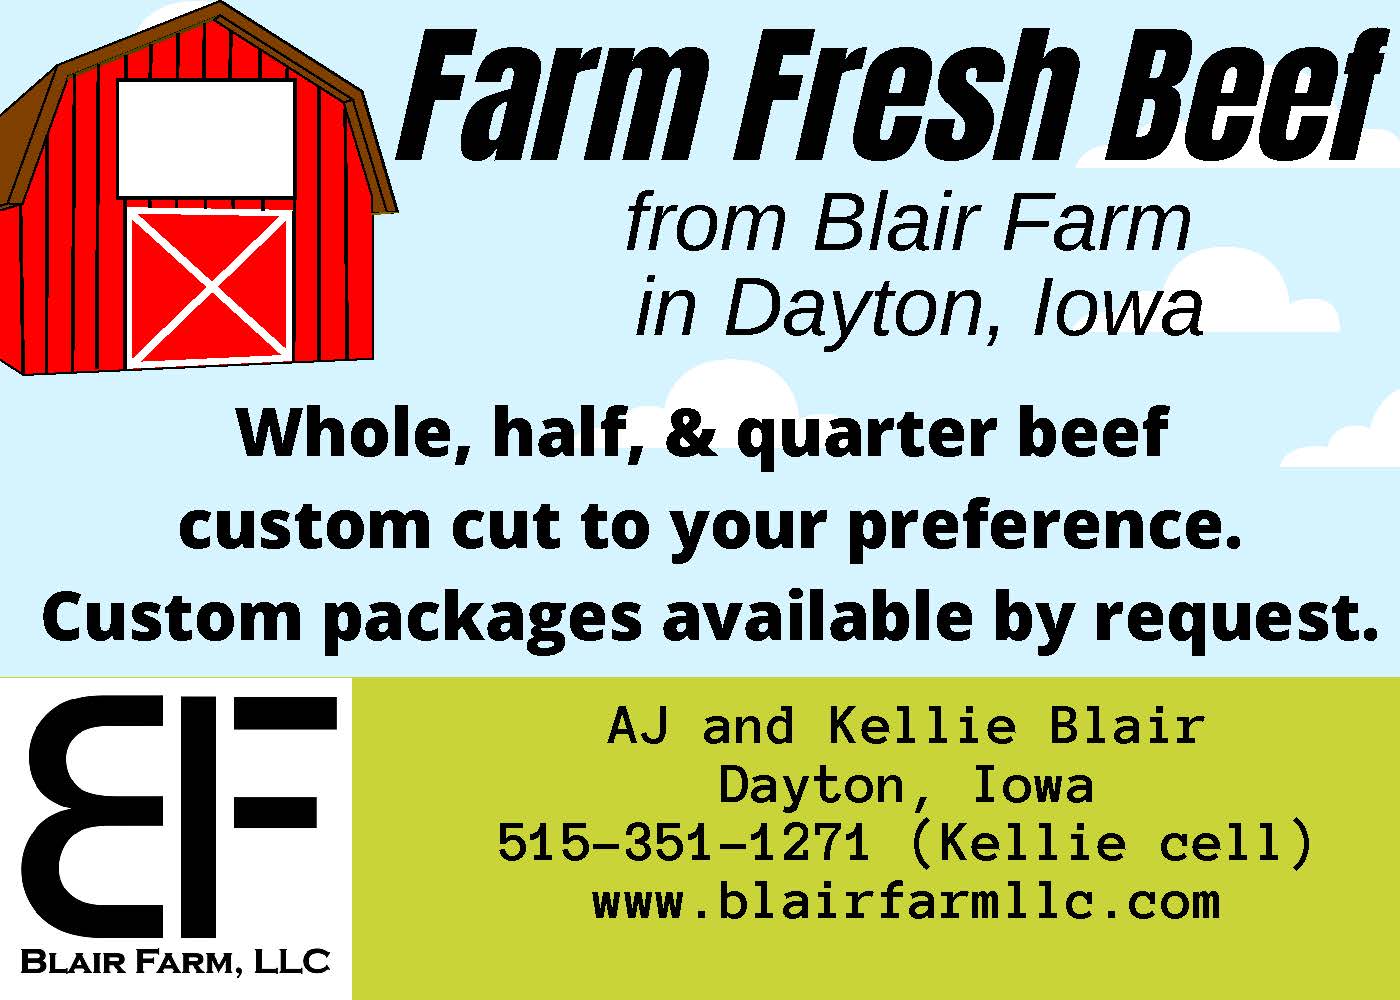 Farm Fresh Beef
from Blair Farm
in Dayton, Iowa
Whole, half, & quarter beef
custom cut to your preference.
Custom packages available by request.
BF
BLAIR FARM, LLC
AJ and Kellie Blair
Dayton, Iowa
515-351-1271 (Kellie cell)
www.blairfarmllc.com